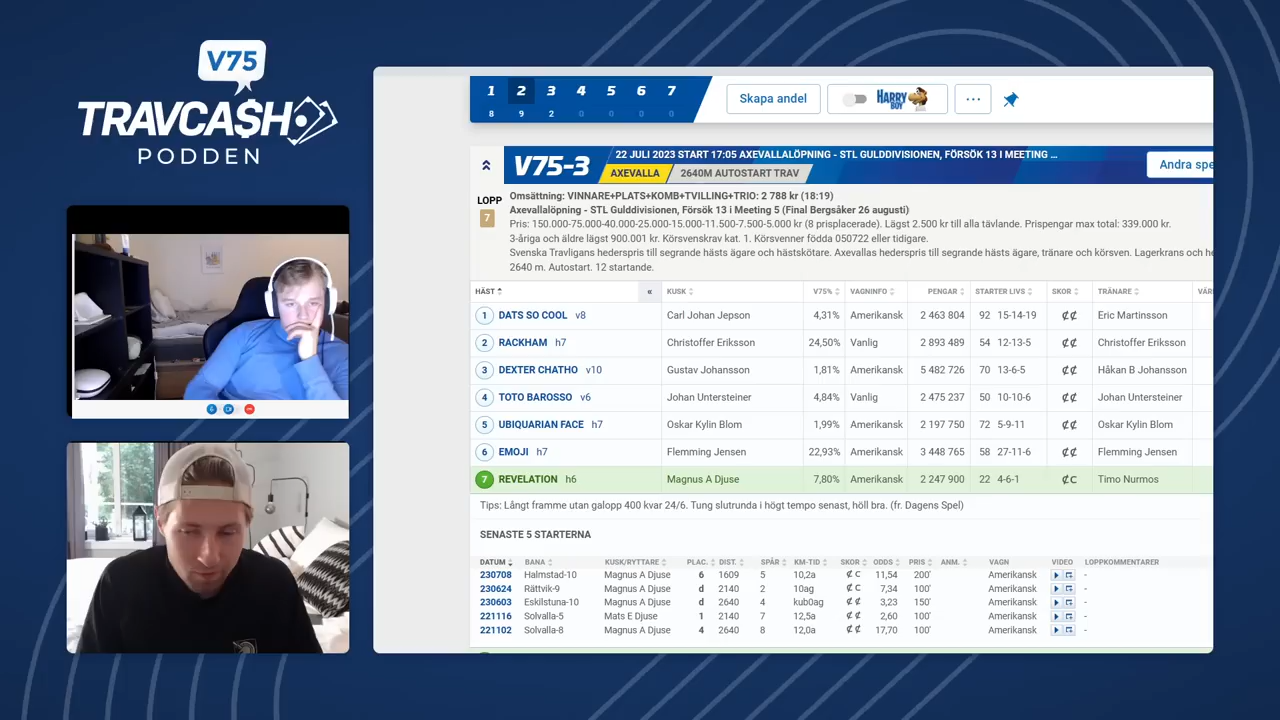 V75
TRAVCA$H
PODDEN
1 2 3 4 5 6 7
8 9 2 0 0 0 0
Skapa andel
HARRY BOY
...
V75-3
22 JULI 2023 START 17:05 AXEVALLALÖPNING - STL GULDDIVISIONEN, FÖRSÖK 13 I MEETING ...
AXEVALLA
2640M AUTOSTART TRAV
Andra spe
LOPP
7
Omsättning: VINNARE+PLATS+KOMB+TVILLING+TRIO: 2 788 kr (18:19)
Axevallalöpning - STL Gulddivisionen, Försök 13 i Meeting 5 (Final Bergsåker 26 augusti)
Pris: 150.000-75.000-40.000-25.000-15.000-11.500-7.500-5.000 kr (8 prisplacerade). Lägst 2.500 kr till alla tävlande. Prispengar max total: 339.000 kr.
3-åriga och äldre lägst 900.001 kr. Körsvenskrav kat. 1. Körsvenner födda 050722 eller tidigare.
Svenska Travligans hederspris till segrande hästs ägare och hästskötare. Axevallas hederspris till segrande hästs ägare, tränare och körsven. Lagerkrans och he
2640 m. Autostart. 12 startande.
HÄST « KUSK V75% VAGNINFO PENGAR STARTER LIVS SKOR TRÄNARE VÄR
1 DATS SO COOL v8 Carl Johan Jepson 4,31% Amerikansk 2 463 804 92 15-14-19 ₵₵ Eric Martinsson
2 RACKHAM h7 Christoffer Eriksson 24,50% Vanlig 2 893 489 54 12-13-5 ₵₵ Christoffer Eriksson
3 DEXTER CHATHO v10 Gustav Johansson 1,81% Amerikansk 5 482 726 70 13-6-5 ₵₵ Håkan B Johansson
4 TOTO BAROSSO v6 Johan Untersteiner 4,84% Vanlig 2 475 237 50 10-10-6 ₵₵ Johan Untersteiner
5 UBIQUARIAN FACE h7 Oskar Kylin Blom 1,99% Amerikansk 2 197 750 72 5-9-11 ₵₵ Oskar Kylin Blom
6 EMOJI h7 Flemming Jensen 22,93% Amerikansk 3 448 765 58 27-11-6 ₵₵ Flemming Jensen
7 REVELATION h6 Magnus A Djuse 7,80% Amerikansk 2 247 900 22 4-6-1 ₵C Timo Nurmos
Tips: Långt framme utan galopp 400 kvar 24/6. Tung slutrunda i högt tempo senast, höll bra. (fr. Dagens Spel)
SENASTE 5 STARTERNA
DATUM BANA KUSK/RYTTARE PLAC. DIST. SPÅR KM-TID SKOR ODDS PRIS ANM. VAGN VIDEO LOPPKOMMENTARER
230708 Halmstad-10 Magnus A Djuse 6 1609 5 10,2a ₵C 11,54 200' Amerikansk -
230624 Rättvik-9 Magnus A Djuse d 2140 2 10ag ₵C 7,34 100' Amerikansk -
230603 Eskilstuna-10 Magnus A Djuse d 2640 4 kub0ag ₵₵ 3,23 150' Amerikansk -
221116 Solvalla-5 Mats E Djuse 1 2140 7 12,5a ₵₵ 2,60 100' Amerikansk -
221102 Solvalla-8 Magnus A Djuse 4 2640 8 12,0a ₵₵ 17,70 100' Amerikansk -